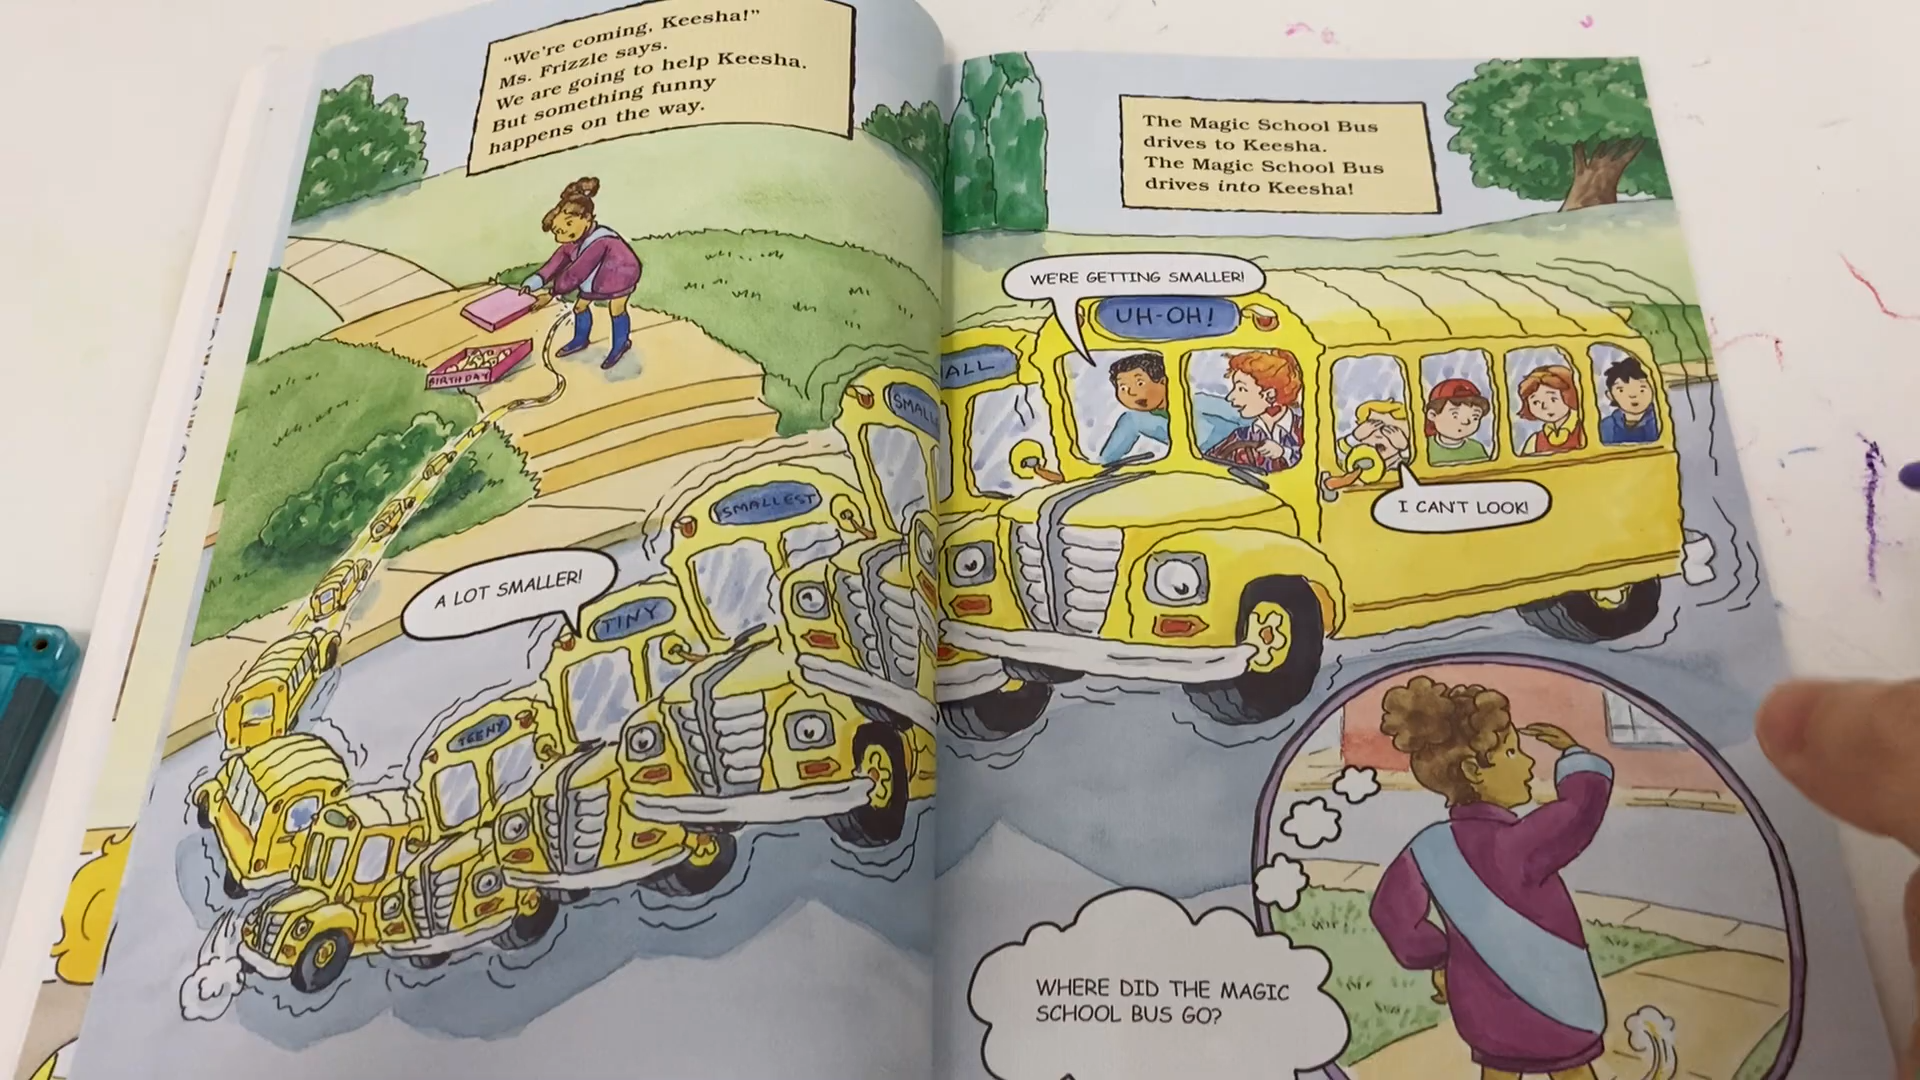 "We're coming, Keesha!"
Ms. Frizzle says.
We are going to help Keesha.
But something funny
happens on the way.
BIRTHDAY
SMALLEST
A LOT SMALLER!
TINY
TEENY
The Magic School Bus
drives to Keesha.
The Magic School Bus
drives into Keesha!
WE'RE GETTING SMALLER!
UH-OH!
I CAN'T LOOK!
WHERE DID THE MAGIC
SCHOOL BUS GO?